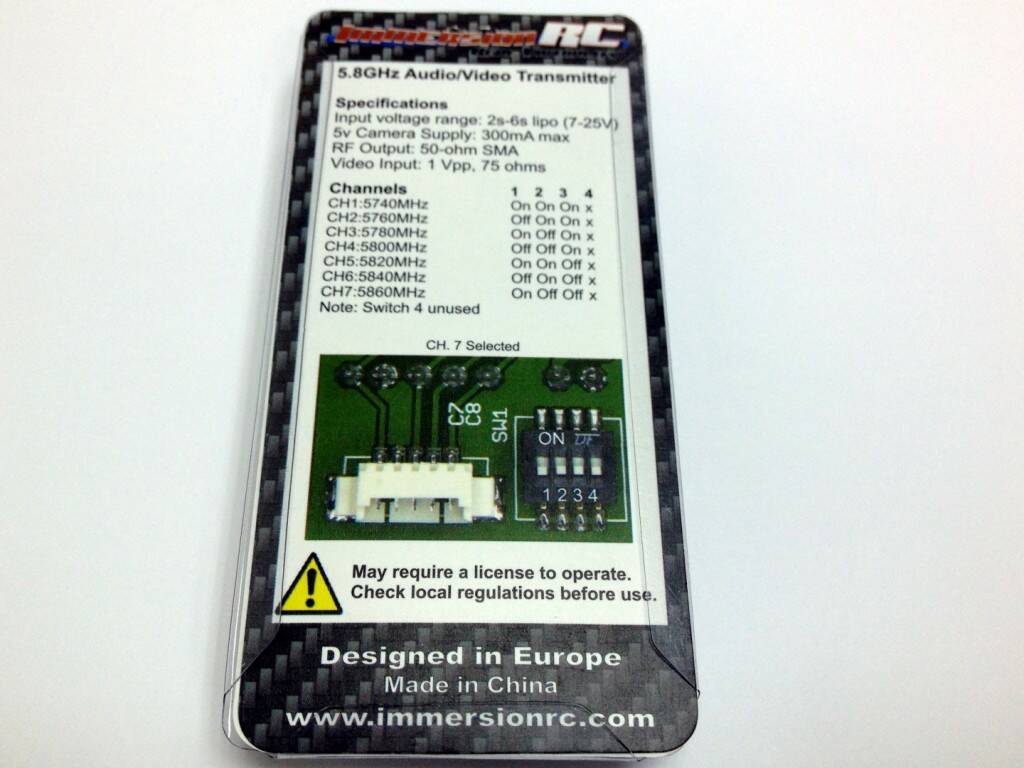 ImmersionRC
5.8GHz Audio/Video Transmitter
Specifications
Input voltage range: 2s-6s lipo (7-25V)
5v Camera Supply: 300mA max
RF Output: 50-ohm SMA
Video Input: 1 Vpp, 75 ohms
Channels 1 2 3 4
CH1:5740MHz On On On x
CH2:5760MHz Off On On x
CH3:5780MHz On Off On x
CH4:5800MHz Off Off On x
CH5:5820MHz On On Off x
CH6:5840MHz Off On Off x
CH7:5860MHz On Off Off x
Note: Switch 4 unused
CH. 7 Selected
C7
C8
SW1
ON
1 2 3 4
May require a license to operate.
Check local regulations before use.
Designed in Europe
Made in China
www.immersionrc.com